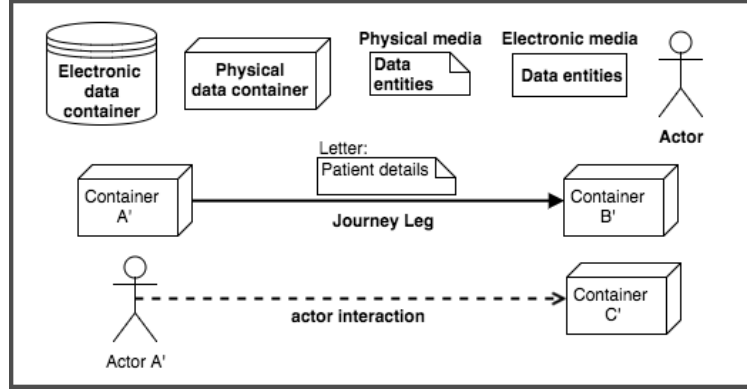 Electronic
data
container
Physical
data container
Physical media
Data
entities
Electronic media
Data entities
Actor
Letter:
Patient details
Container
A'
Journey Leg
Container
B'
Actor A'
actor interaction
Container
C'